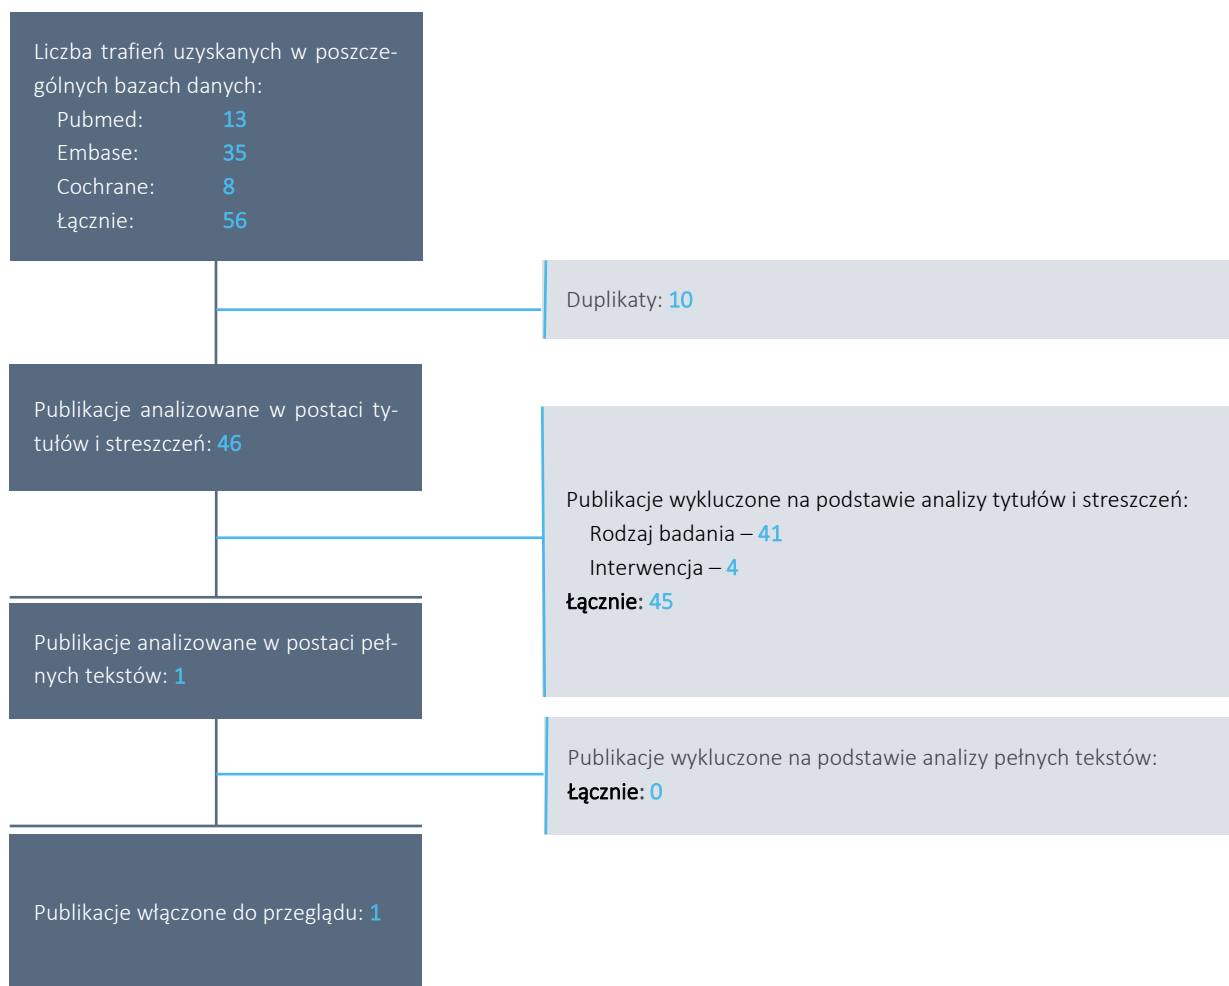 Liczba trafień uzyskanych w poszcze-
gólnych bazach danych:
Pubmed: 13
Embase: 35
Cochrane: 8
Łącznie: 56
Duplikaty: 10
Publikacje analizowane w postaci ty-
tułów i streszczeń: 46
Publikacje wykluczone na podstawie analizy tytułów i streszczeń:
Rodzaj badania – 41
Interwencja – 4
Łącznie: 45
Publikacje analizowane w postaci peł-
nych tekstów: 1
Publikacje wykluczone na podstawie analizy pełnych tekstów:
Łącznie: 0
Publikacje włączone do przeglądu: 1